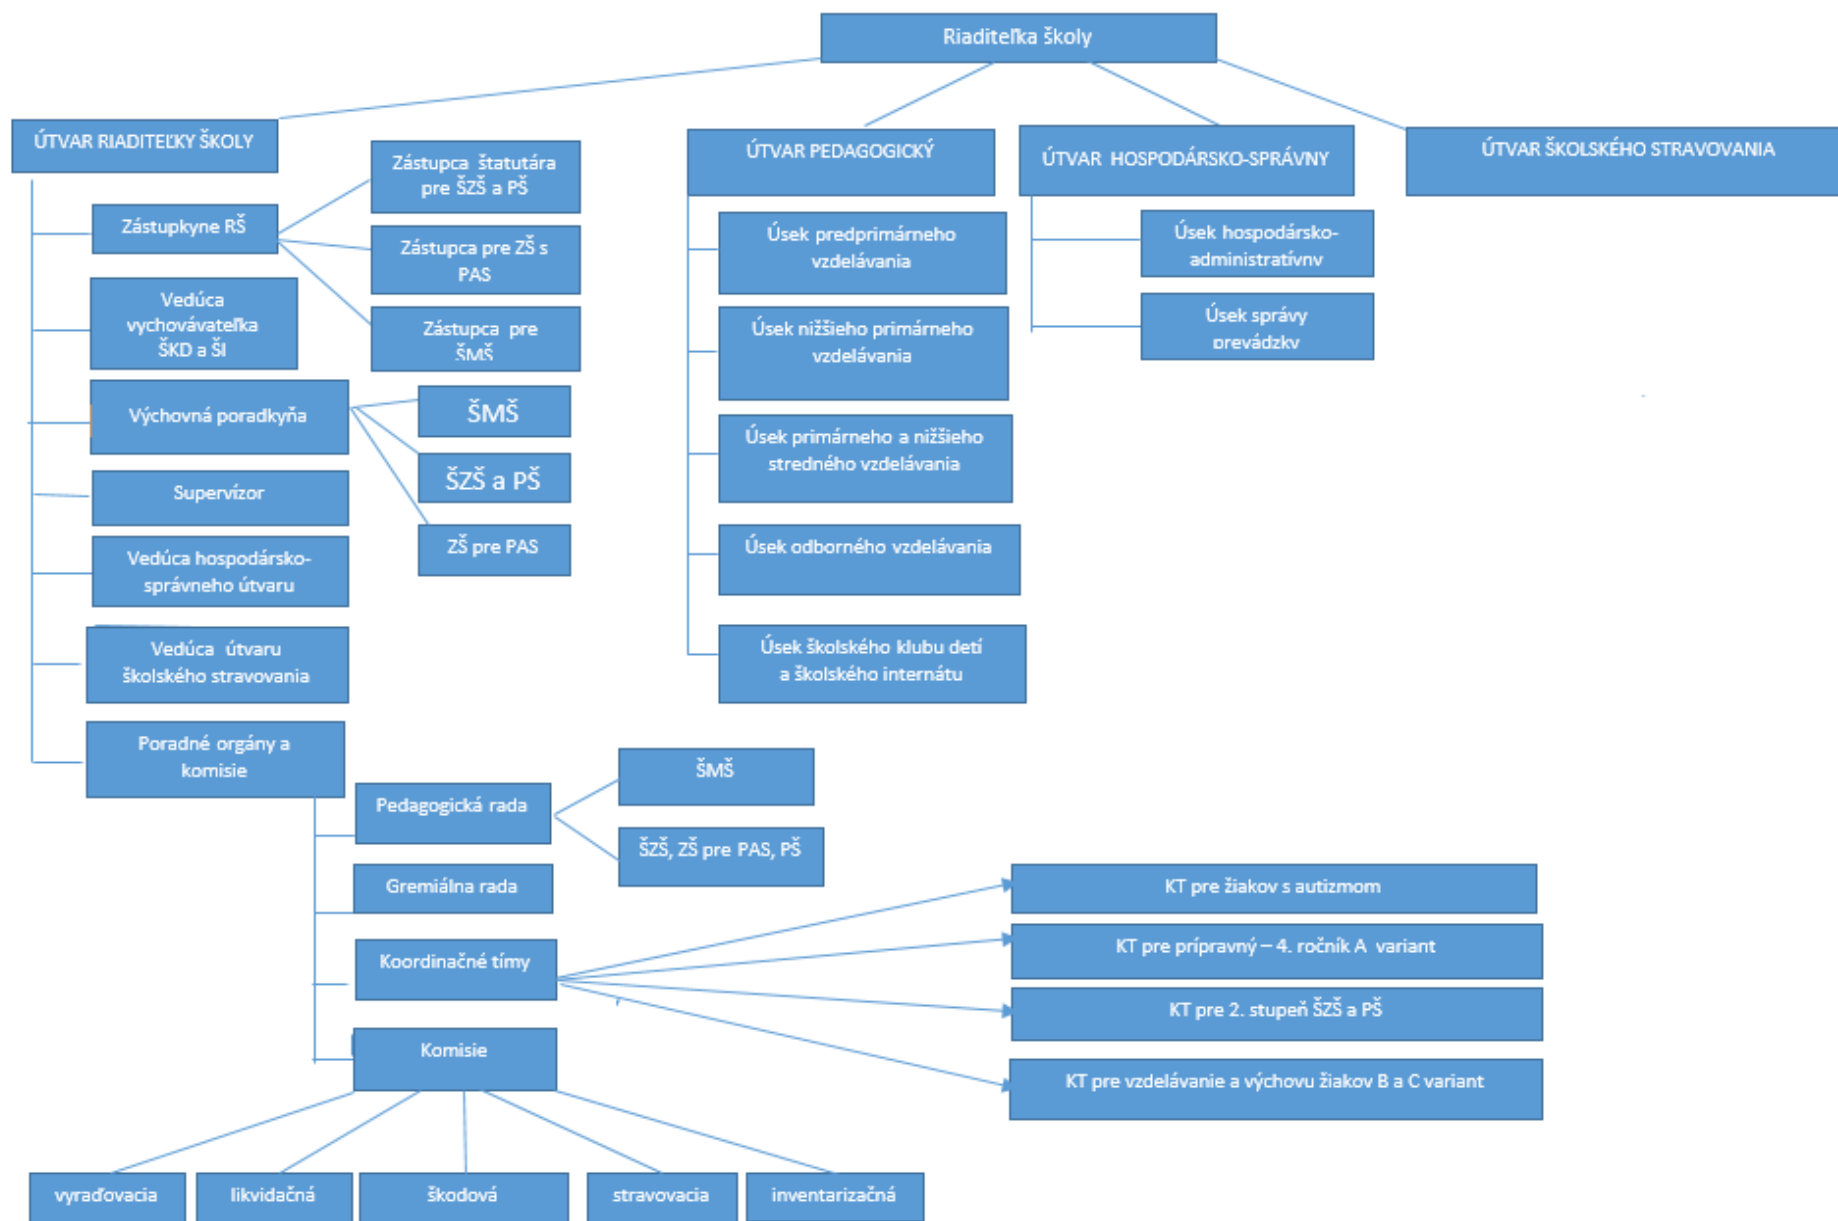 Riaditeľka školy
ÚTVAR RIADITEĽKY ŠKOLY
ÚTVAR PEDAGOGICKÝ
ÚTVAR HOSPODÁRSKO-SPRÁVNY
ÚTVAR ŠKOLSKÉHO STRAVOVANIA
Zástupkyne RŠ
Zástupca štatutára
pre ŠZŠ a PŠ
Zástupca pre ZŠ s
PAS
Zástupca pre
ŠMŠ
Vedúca
vychovávateľka
ŠKD a ŠI
Výchovná poradkyňa
ŠMŠ
ŠZŠ a PŠ
ZŠ pre PAS
Supervízor
Vedúca hospodársko-
správneho útvaru
Vedúca útvaru
školského stravovania
Poradné orgány a
komisie
Úsek predprimárneho
vzdelávania
Úsek nižšieho primárneho
vzdelávania
Úsek primárneho a nižšieho
stredného vzdelávania
Úsek odborného vzdelávania
Úsek školského klubu detí
a školského internátu
Úsek hospodársko-
administratívny
Úsek správy
prevádzky
Pedagogická rada
ŠMŠ
ŠZŠ, ZŠ pre PAS, PŠ
Gremiálna rada
Koordinačné tímy
KT pre žiakov s autizmom
KT pre prípravný – 4. ročník A variant
KT pre 2. stupeň ŠZŠ a PŠ
KT pre vzdelávanie a výchovu žiakov B a C variant
Komisie
vyraďovacia
likvidačná
škodová
stravovacia
inventarizačná